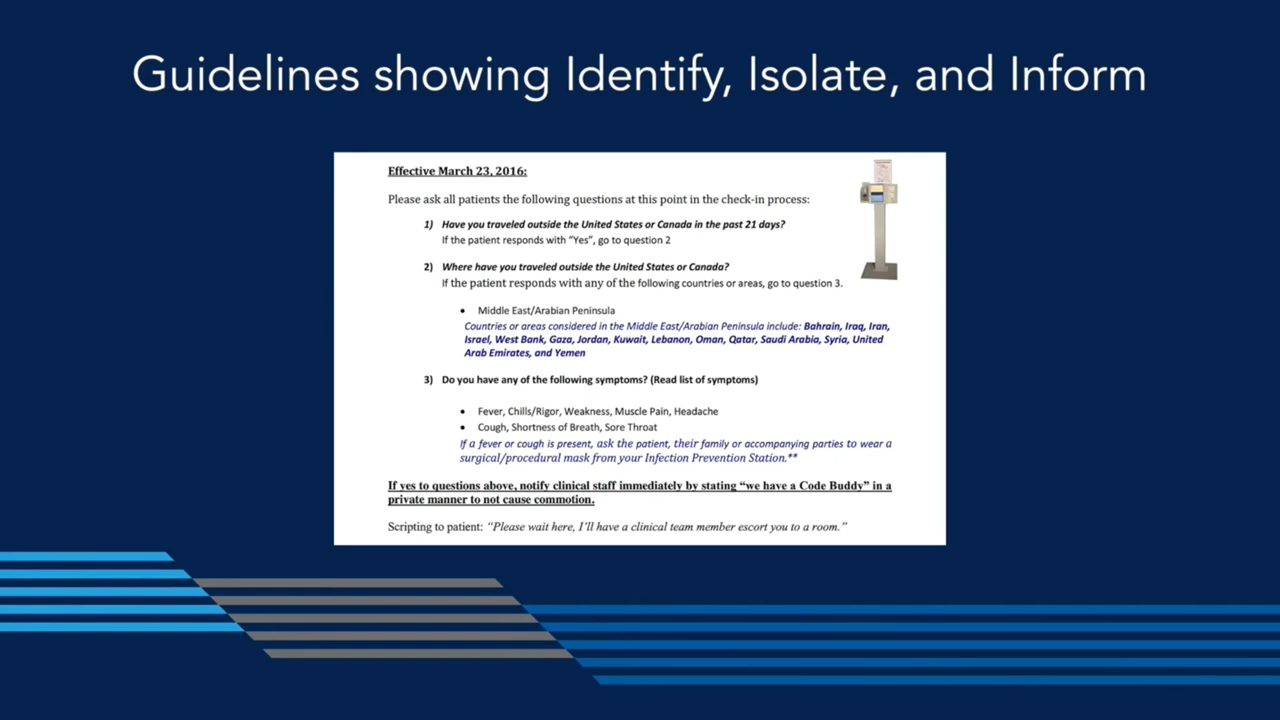 Guidelines showing Identify, Isolate, and Inform
Effective March 23, 2016:
Please ask all patients the following questions at this point in the check-in process:
1) Have you traveled outside the United States or Canada in the past 21 days?
If the patient responds with “Yes”, go to question 2
2) Where have you traveled outside the United States or Canada?
If the patient responds with any of the following countries or areas, go to question 3.
• Middle East/Arabian Peninsula
Countries or areas considered in the Middle East/Arabian Peninsula include: Bahrain, Iraq, Iran,
Israel, West Bank, Gaza, Jordan, Kuwait, Lebanon, Oman, Qatar, Saudi Arabia, Syria, United
Arab Emirates, and Yemen
3) Do you have any of the following symptoms? (Read list of symptoms)
• Fever, Chills/Rigor, Weakness, Muscle Pain, Headache
• Cough, Shortness of Breath, Sore Throat
If a fever or cough is present, ask the patient, their family or accompanying parties to wear a
surgical/procedural mask from your Infection Prevention Station.**
If yes to questions above, notify clinical staff immediately by stating “we have a Code Buddy” in a
private manner to not cause commotion.
Scripting to patient: “Please wait here, I’ll have a clinical team member escort you to a room.”